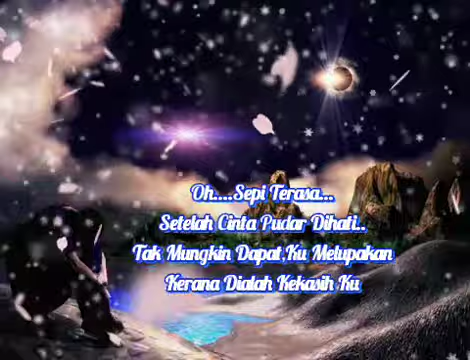 Oh....Sepi Terasa...
Setelah Cinta Pudar Dihati..
Tak Mungkin Dapat,Ku Melupakan
Kerana Dialah Kekasih Ku